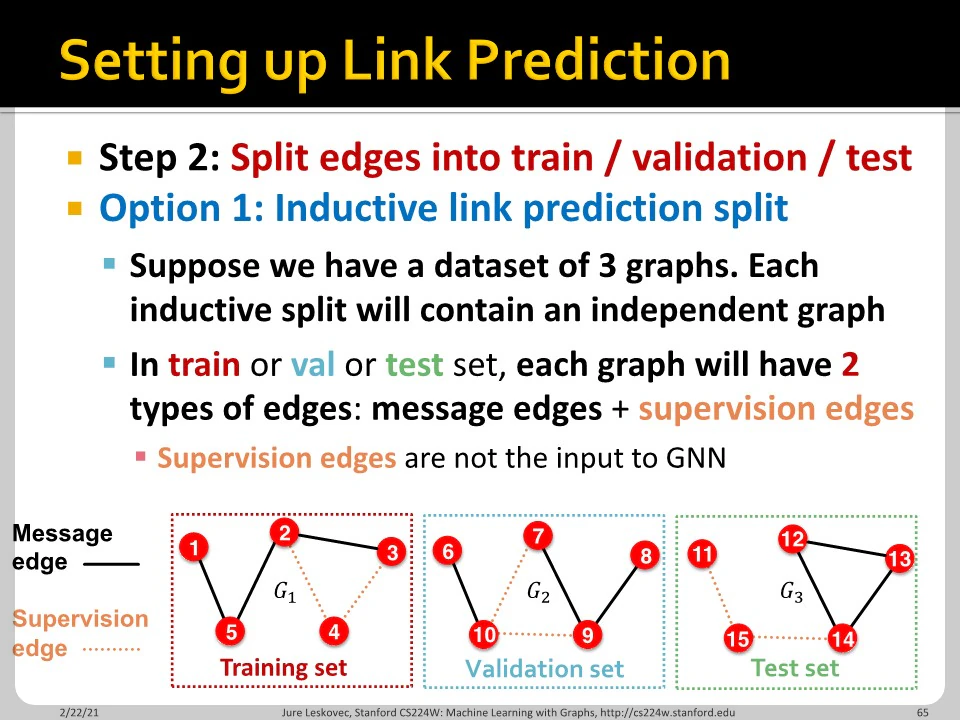 Setting up Link Prediction
Step 2: Split edges into train / validation / test
Option 1: Inductive link prediction split
Suppose we have a dataset of 3 graphs. Each
inductive split will contain an independent graph
In train or val or test set, each graph will have 2
types of edges: message edges + supervision edges
Supervision edges are not the input to GNN
Message
edge
Supervision
edge
1
2
3
G₁
5
4
Training set
6
7
8
G₂
10
9
Validation set
11
12
13
G₃
15
14
Test set
2/22/21
Jure Leskovec, Stanford CS224W: Machine Learning with Graphs, http://cs224w.stanford.edu
65